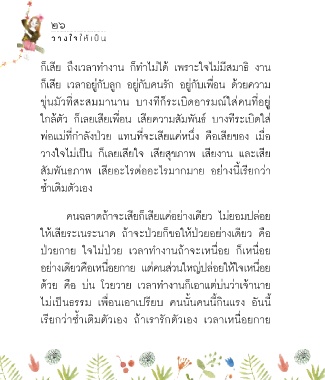 ๒๖
วางใจให้เป็น
ก็เสีย ถึงเวลาทำงาน ก็ทำไม่ได้ เพราะใจไม่มีสมาธิ งาน
ก็เสีย เวลาอยู่กับลูก อยู่กับคนรัก อยู่กับเพื่อน ด้วยความ
ขุ่นมัวที่สะสมมานาน บางทีก็ระเบิดอารมณ์ใส่คนที่อยู่
ใกล้ตัว ก็เลยเสียเพื่อน เสียความสัมพันธ์ บางทีระเบิดใส่
พ่อแม่ที่กำลังป่วย แทนที่จะเสียแค่หนึ่ง คือเสียของ เมื่อ
วางใจไม่เป็น ก็เลยเสียใจ เสียสุขภาพ เสียงาน และเสีย
สัมพันธภาพ เสียอะไรต่ออะไรมากมาย อย่างนี้เรียกว่า
ซ้ำเติมตัวเอง
คนฉลาดถ้าจะเสียก็เสียแค่อย่างเดียว ไม่ยอมปล่อย
ให้เสียระเนระนาด ถ้าจะป่วยก็ขอให้ป่วยอย่างเดียว คือ
ป่วยกาย ใจไม่ป่วย เวลาทำงานถ้าจะเหนื่อย ก็เหนื่อย
อย่างเดียวคือเหนื่อยกาย แต่คนส่วนใหญ่ปล่อยให้ใจเหนื่อย
ด้วย คือ บ่น โวยวาย เวลาทำงานก็เอาแต่บ่นว่าเจ้านาย
ไม่เป็นธรรม เพื่อนเอาเปรียบ คนนั้นคนนี้กินแรง อันนี้
เรียกว่าซ้ำเติมตัวเอง ถ้าเรารักตัวเอง เวลาเหนื่อยกาย